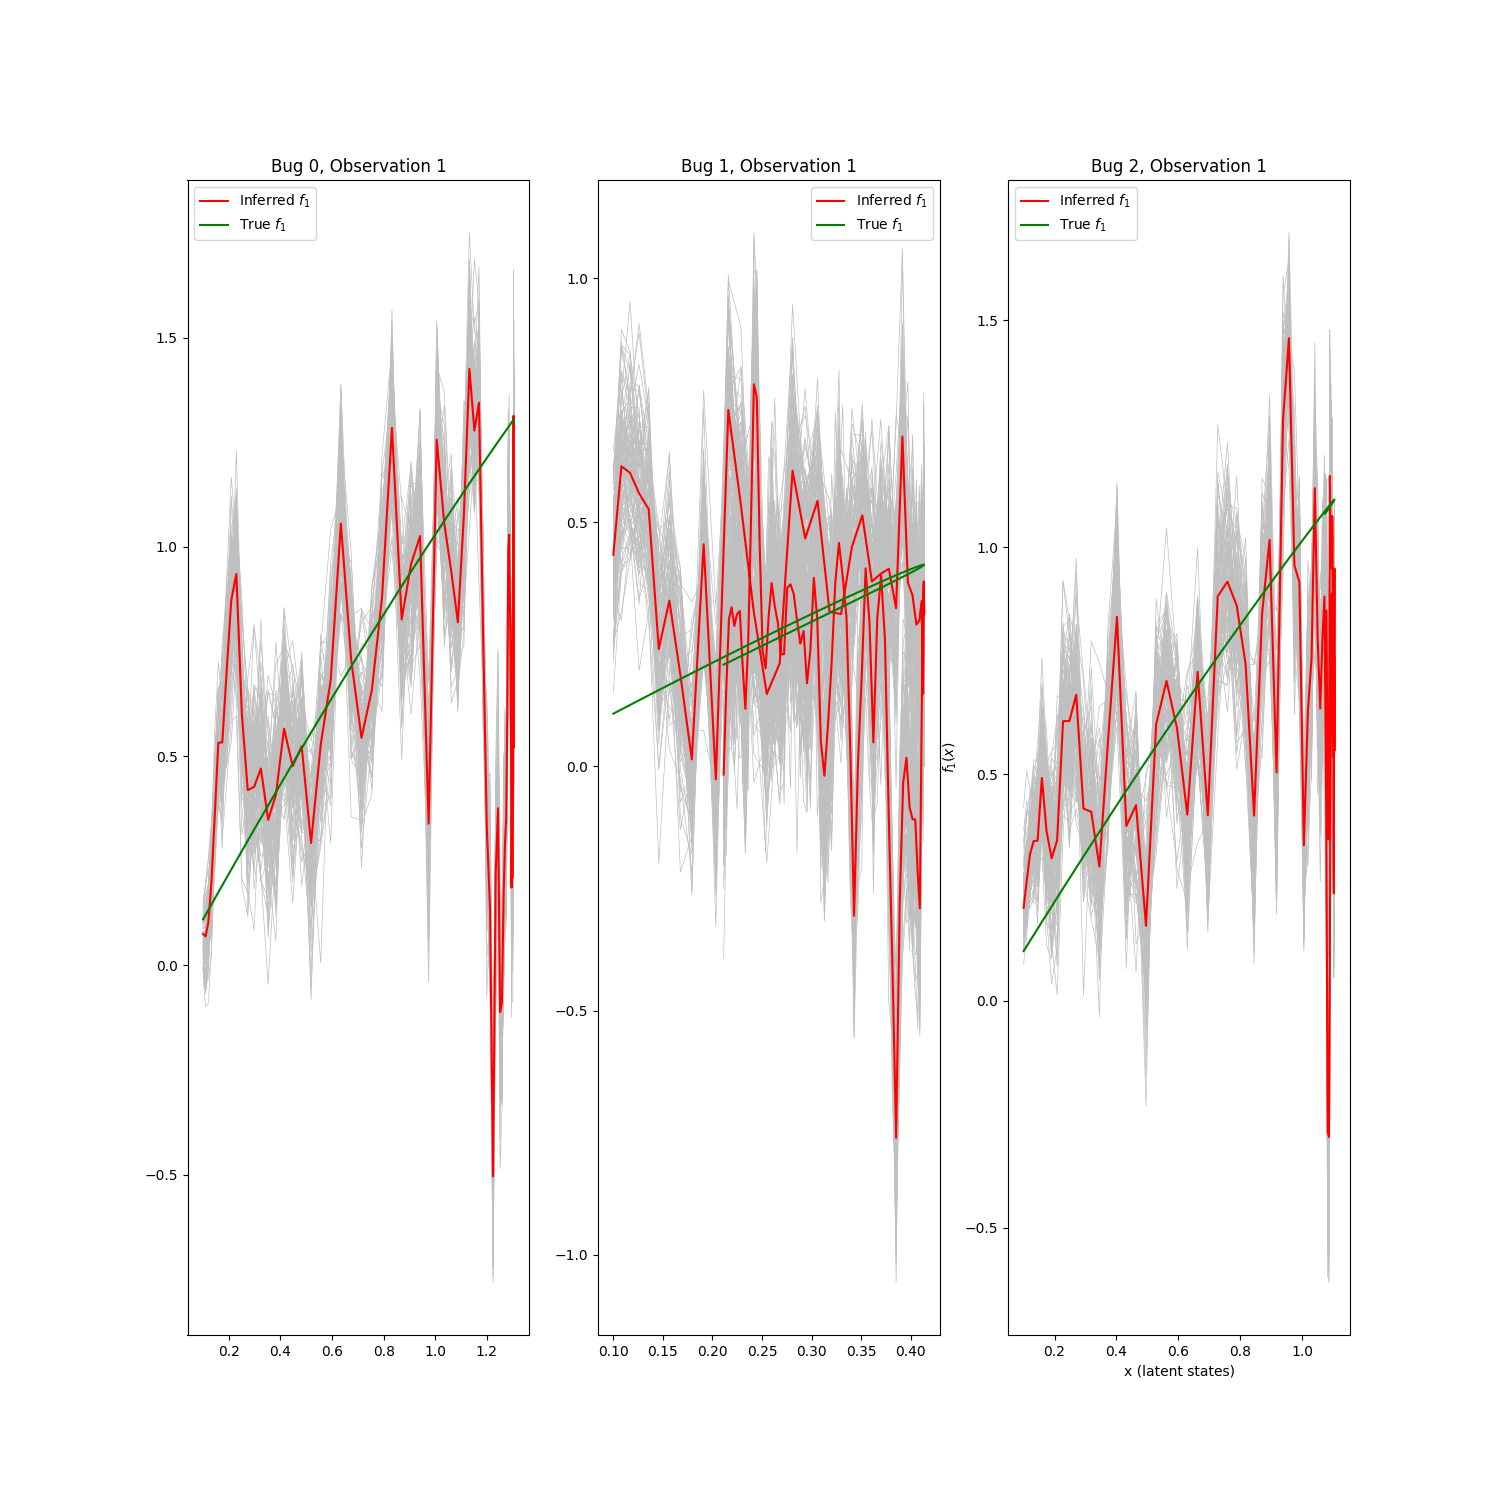 Bug 0, Observation 1
Inferred f₁
True f₁
1.5
1.0
0.5
0.0
−0.5
0.2 0.4 0.6 0.8 1.0 1.2
Bug 1, Observation 1
Inferred f₁
True f₁
1.0
0.5
0.0
−0.5
−1.0
0.10 0.15 0.20 0.25 0.30 0.35 0.40
Bug 2, Observation 1
Inferred f₁
True f₁
f₁(x)
1.5
1.0
0.5
0.0
−0.5
0.2 0.4 0.6 0.8 1.0
x (latent states)